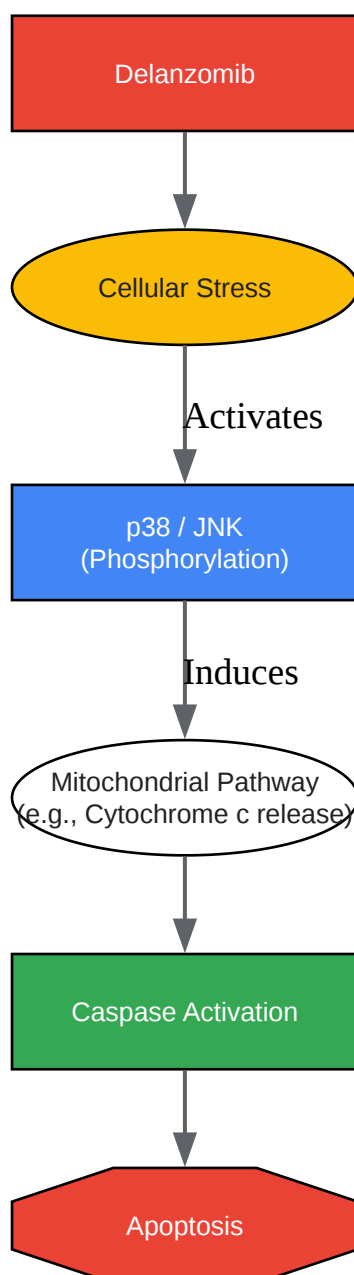 Delanzomib
Cellular Stress
Activates
p38 / JNK
(Phosphorylation)
Induces
Mitochondrial Pathway
(e.g., Cytochrome c release)
Caspase Activation
Apoptosis